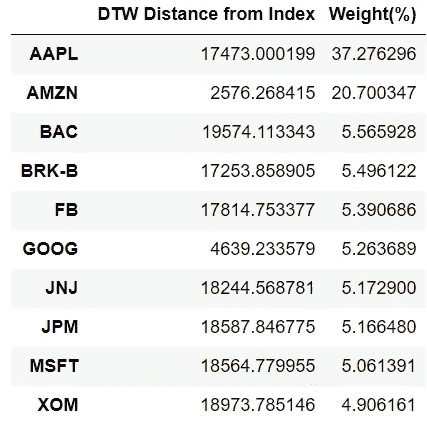 DTW Distance from Index Weight(%)
AAPL 17473.000199 37.276296
AMZN 2576.268415 20.700347
BAC 19574.113343 5.565928
BRK-B 17253.858905 5.496122
FB 17814.753377 5.390686
GOOG 4639.233579 5.263689
JNJ 18244.568781 5.172900
JPM 18587.846775 5.166480
MSFT 18564.779955 5.061391
XOM 18973.785146 4.906161